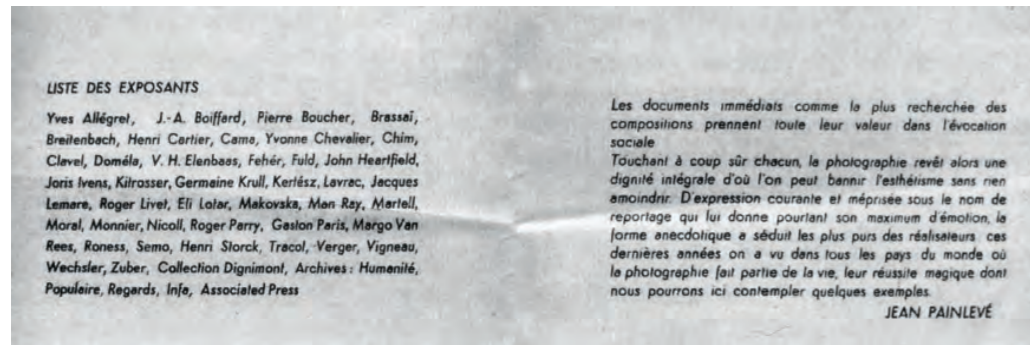 LISTE DES EXPOSANTS
Yves Allégret, J.-A. Boiffard, Pierre Boucher, Brassaï,
Breitenbach, Henri Cartier, Cama, Yvonne Chevalier, Chim,
Clavel, Doméla, V. H. Elenbaas, Fehér, Fuld, John Heartfield,
Joris Ivens, Kitrosser, Germaine Krull, Kertész, Lavrac, Jacques
Lemare, Roger Livet, Eli Lotar, Makovska, Man Ray, Martell,
Moral, Monnier, Nicoll, Roger Parry, Gaston Paris, Margo Van
Rees, Roness, Semo, Henri Storck, Tracol, Verger, Vigneau,
Wechsler, Zuber, Collection Dignimont, Archives : Humanité,
Populaire, Regards, Infa, Associated Press
Les documents immédiats comme la plus recherchée des
compositions prennent toute leur valeur dans l'évocation
sociale
Touchant à coup sûr chacun, la photographie revêt alors une
dignité intégrale d'où l'on peut bannir l'esthétisme sans rien
amoindrir. D'expression courante et méprisée sous le nom de
reportage qui lui donne pourtant son maximum d'émotion, la
forme anecdotique a séduit les plus purs des réalisateurs ces
dernières années on a vu dans tous les pays du monde où
la photographie fait partie de la vie, leur réussite magique dont
nous pourrons ici contempler quelques exemples.
JEAN PAINLEVÉ